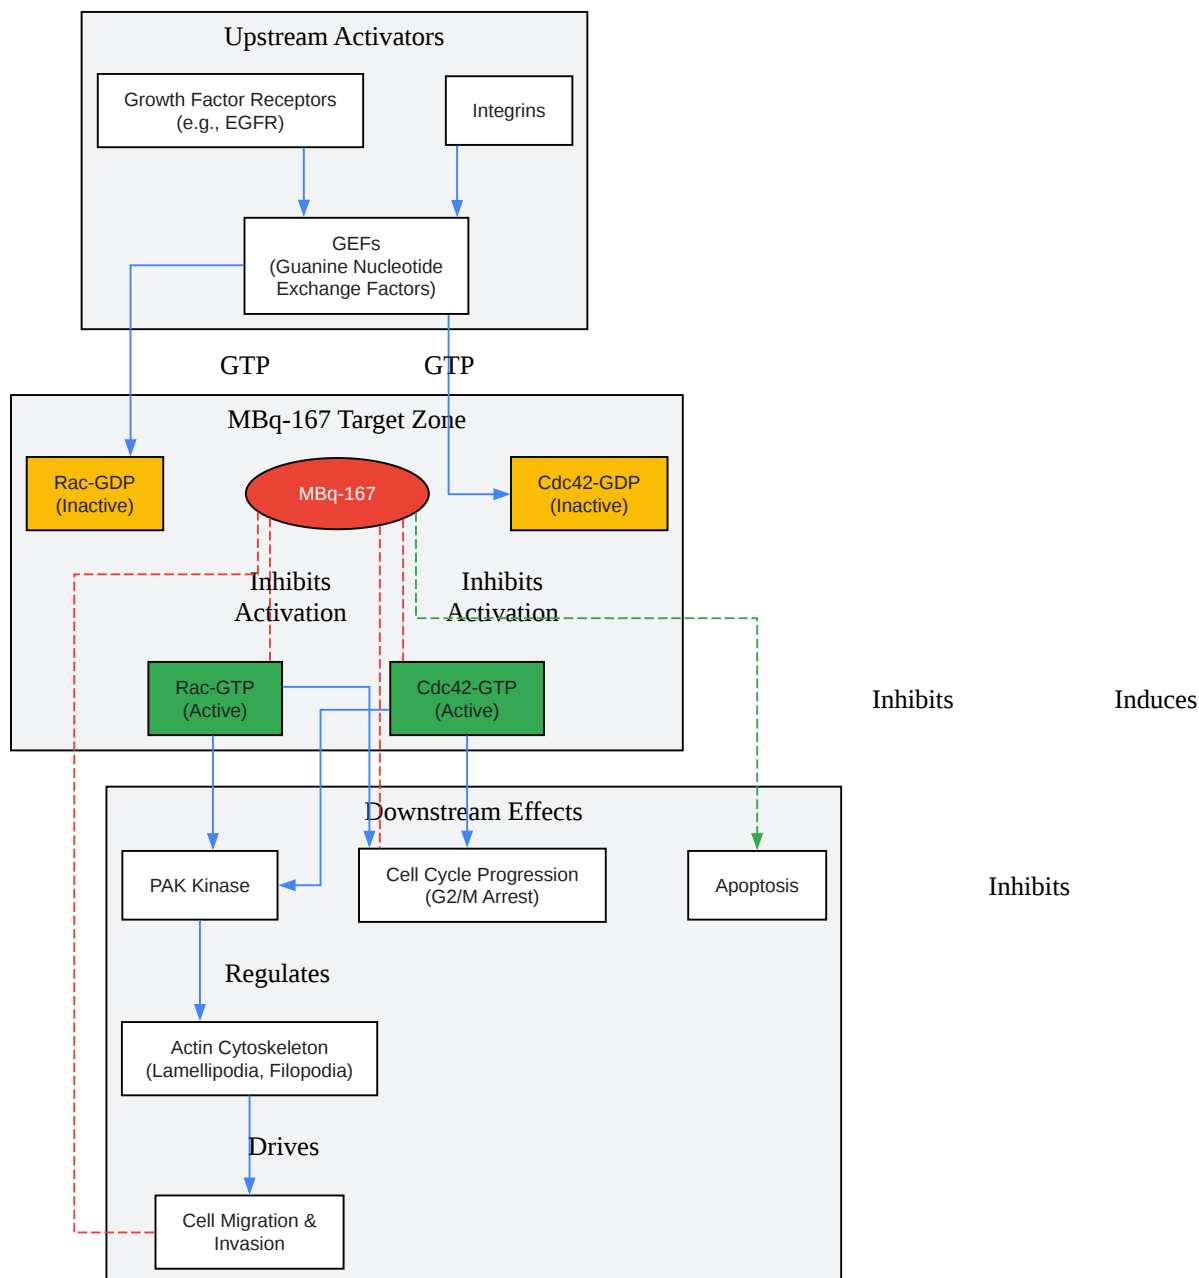 Upstream Activators
Growth Factor Receptors
(e.g., EGFR)
Integrins
GEFs
(Guanine Nucleotide
Exchange Factors)
GTP
GTP
MBq-167 Target Zone
Rac-GDP
(Inactive)
MBq-167
Cdc42-GDP
(Inactive)
Inhibits
Activation
Inhibits
Activation
Rac-GTP
(Active)
Cdc42-GTP
(Active)
Inhibits
Induces
Downstream Effects
PAK Kinase
Cell Cycle Progression
(G2/M Arrest)
Apoptosis
Inhibits
Regulates
Actin Cytoskeleton
(Lamellipodia, Filopodia)
Drives
Cell Migration &
Invasion